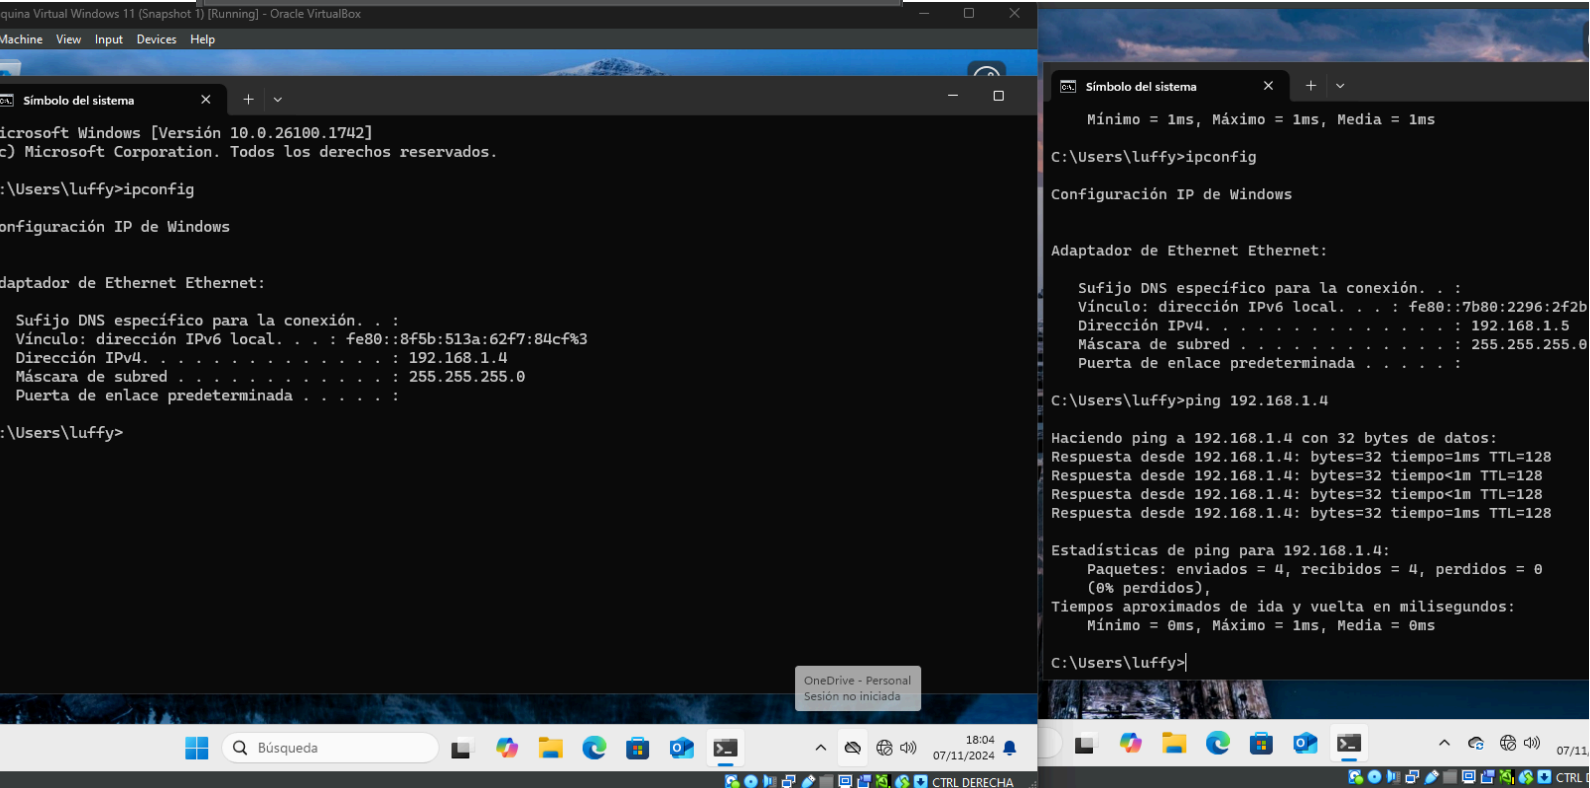 quina Virtual Windows 11 (Snapshot 1) [Running] - Oracle VirtualBox
Machine View Input Devices Help
Símbolo del sistema
icrosoft Windows [Versión 10.0.26100.1742]
c) Microsoft Corporation. Todos los derechos reservados.
:\Users\luffy>ipconfig
onfiguración IP de Windows
daptador de Ethernet Ethernet:
Sufijo DNS específico para la conexión. . :
Vínculo: dirección IPv6 local. . . : fe80::8f5b:513a:62f7:84cf%3
Dirección IPv4. . . . . . . . . . . . . . : 192.168.1.4
Máscara de subred . . . . . . . . . . . . : 255.255.255.0
Puerta de enlace predeterminada . . . . . :
:\Users\luffy>
OneDrive - Personal
Sesión no iniciada
Búsqueda
18:04
07/11/2024
CTRL DERECHA
Símbolo del sistema
Mínimo = 1ms, Máximo = 1ms, Media = 1ms
C:\Users\luffy>ipconfig
Configuración IP de Windows
Adaptador de Ethernet Ethernet:
Sufijo DNS específico para la conexión. . :
Vínculo: dirección IPv6 local. . . : fe80::7b80:2296:2f2b
Dirección IPv4. . . . . . . . . . . . . . : 192.168.1.5
Máscara de subred . . . . . . . . . . . . : 255.255.255.0
Puerta de enlace predeterminada . . . . . :
C:\Users\luffy>ping 192.168.1.4
Haciendo ping a 192.168.1.4 con 32 bytes de datos:
Respuesta desde 192.168.1.4: bytes=32 tiempo=1ms TTL=128
Respuesta desde 192.168.1.4: bytes=32 tiempo<1m TTL=128
Respuesta desde 192.168.1.4: bytes=32 tiempo<1m TTL=128
Respuesta desde 192.168.1.4: bytes=32 tiempo=1ms TTL=128
Estadísticas de ping para 192.168.1.4:
Paquetes: enviados = 4, recibidos = 4, perdidos = 0
(0% perdidos),
Tiempos aproximados de ida y vuelta en milisegundos:
Mínimo = 0ms, Máximo = 1ms, Media = 0ms
C:\Users\luffy>
07/11
CTRL D